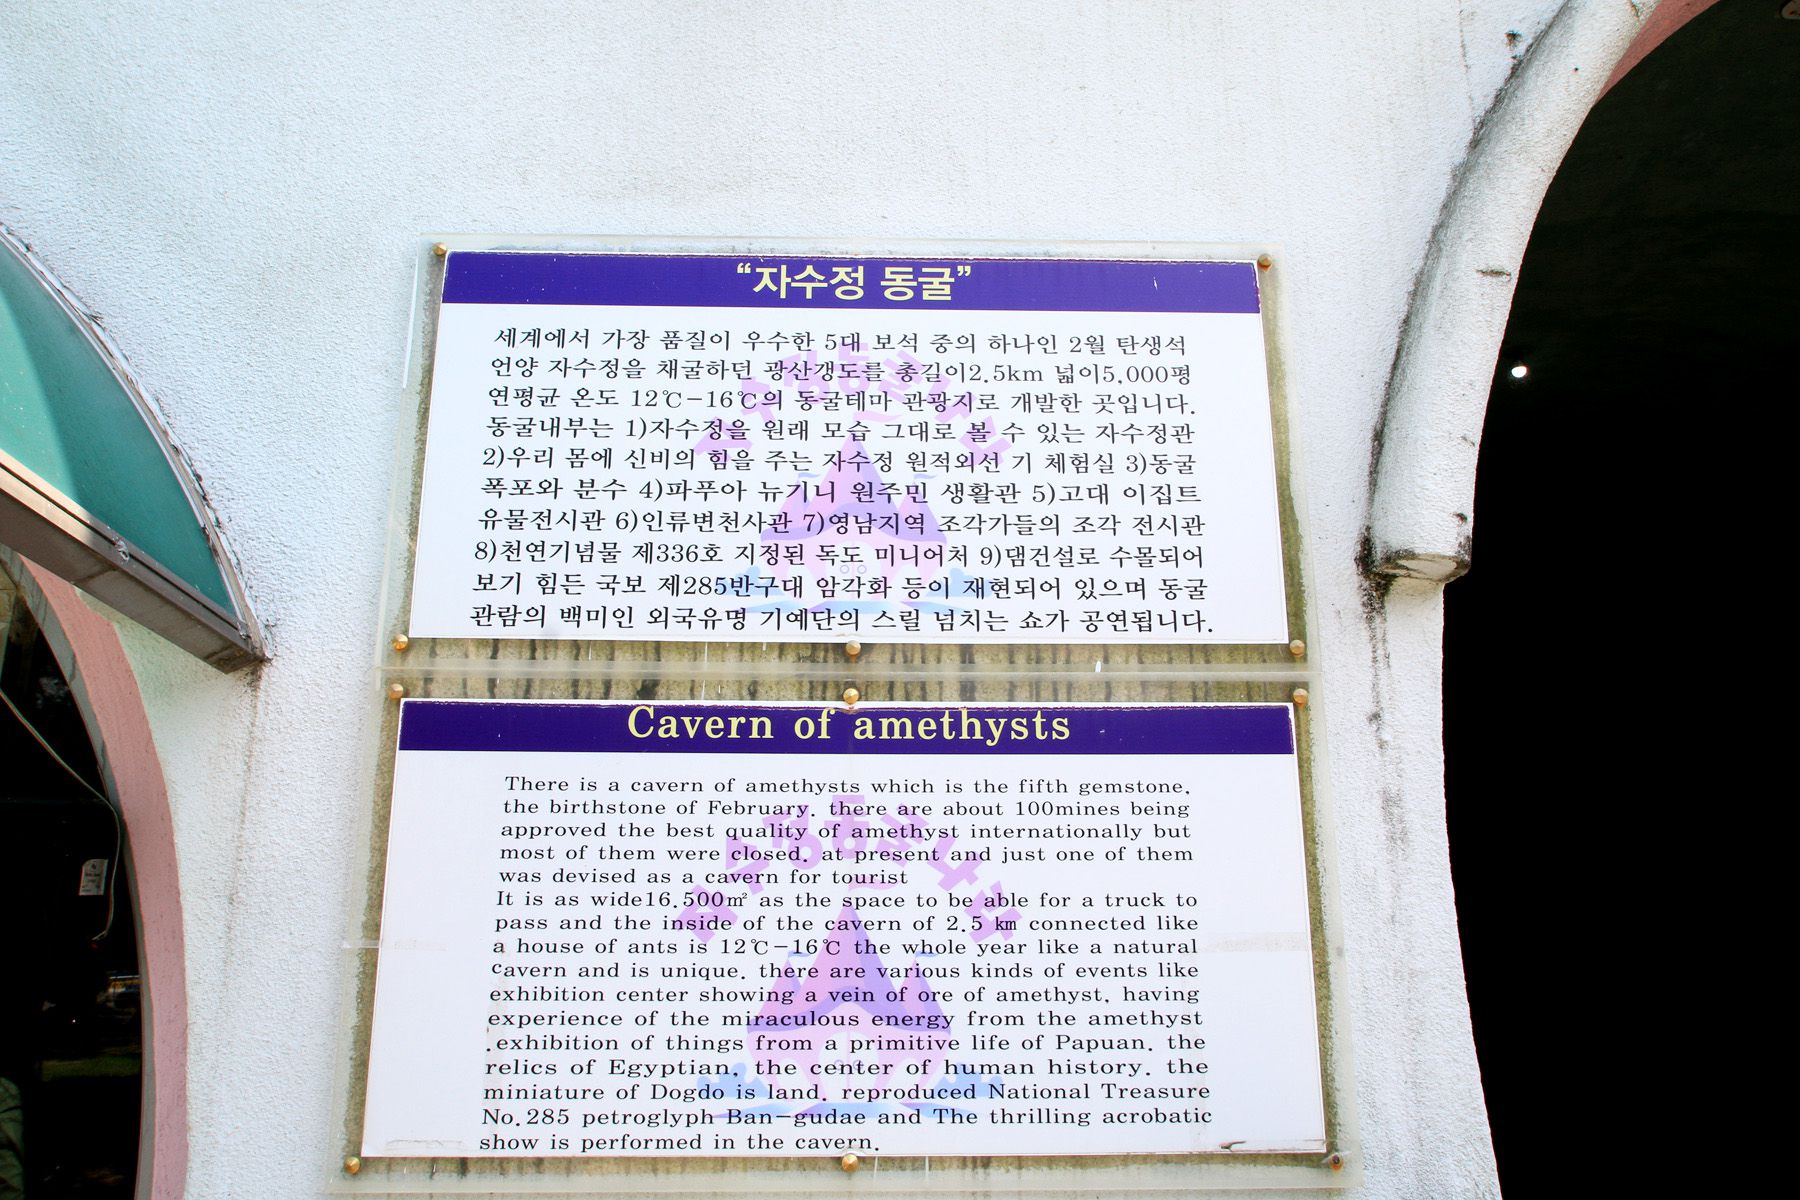 “자수정 동굴”
세계에서 가장 품질이 우수한 5대 보석 중의 하나인 2월 탄생석
언양 자수정을 채굴하던 광산갱도를 총길이2.5km 넓이5,000평
연평균 온도 12℃-16℃의 동굴테마 관광지로 개발한 곳입니다.
동굴내부는 1)자수정을 원래 모습 그대로 볼 수 있는 자수정관
2)우리 몸에 신비의 힘을 주는 자수정 원적외선 기 체험실 3)동굴
폭포와 분수 4)파푸아 뉴기니 원주민 생활관 5)고대 이집트
유물전시관 6)인류변천사관 7)영남지역 조각가들의 조각 전시관
8)천연기념물 제336호 지정된 독도 미니어처 9)댐건설로 수몰되어
보기 힘든 국보 제285반구대 암각화 등이 재현되어 있으며 동굴
관람의 백미인 외국유명 기예단의 스릴 넘치는 쇼가 공연됩니다.
자수정동굴나라
Cavern of amethysts
There is a cavern of amethysts which is the fifth gemstone,
the birthstone of February. there are about 100mines being
approved the best quality of amethyst internationally but
most of them were closed. at present and just one of them
was devised as a cavern for tourist
It is as wide16.500㎡ as the space to be able for a truck to
pass and the inside of the cavern of 2.5 ㎞ connected like
a house of ants is 12℃-16℃ the whole year like a natural
cavern and is unique. there are various kinds of events like
exhibition center showing a vein of ore of amethyst, having
experience of the miraculous energy from the amethyst
.exhibition of things from a primitive life of Papuan. the
relics of Egyptian, the center of human history. the
miniature of Dogdo is land. reproduced National Treasure
No.285 petroglyph Ban-gudae and The thrilling acrobatic
show is performed in the cavern.
자수정동굴나라